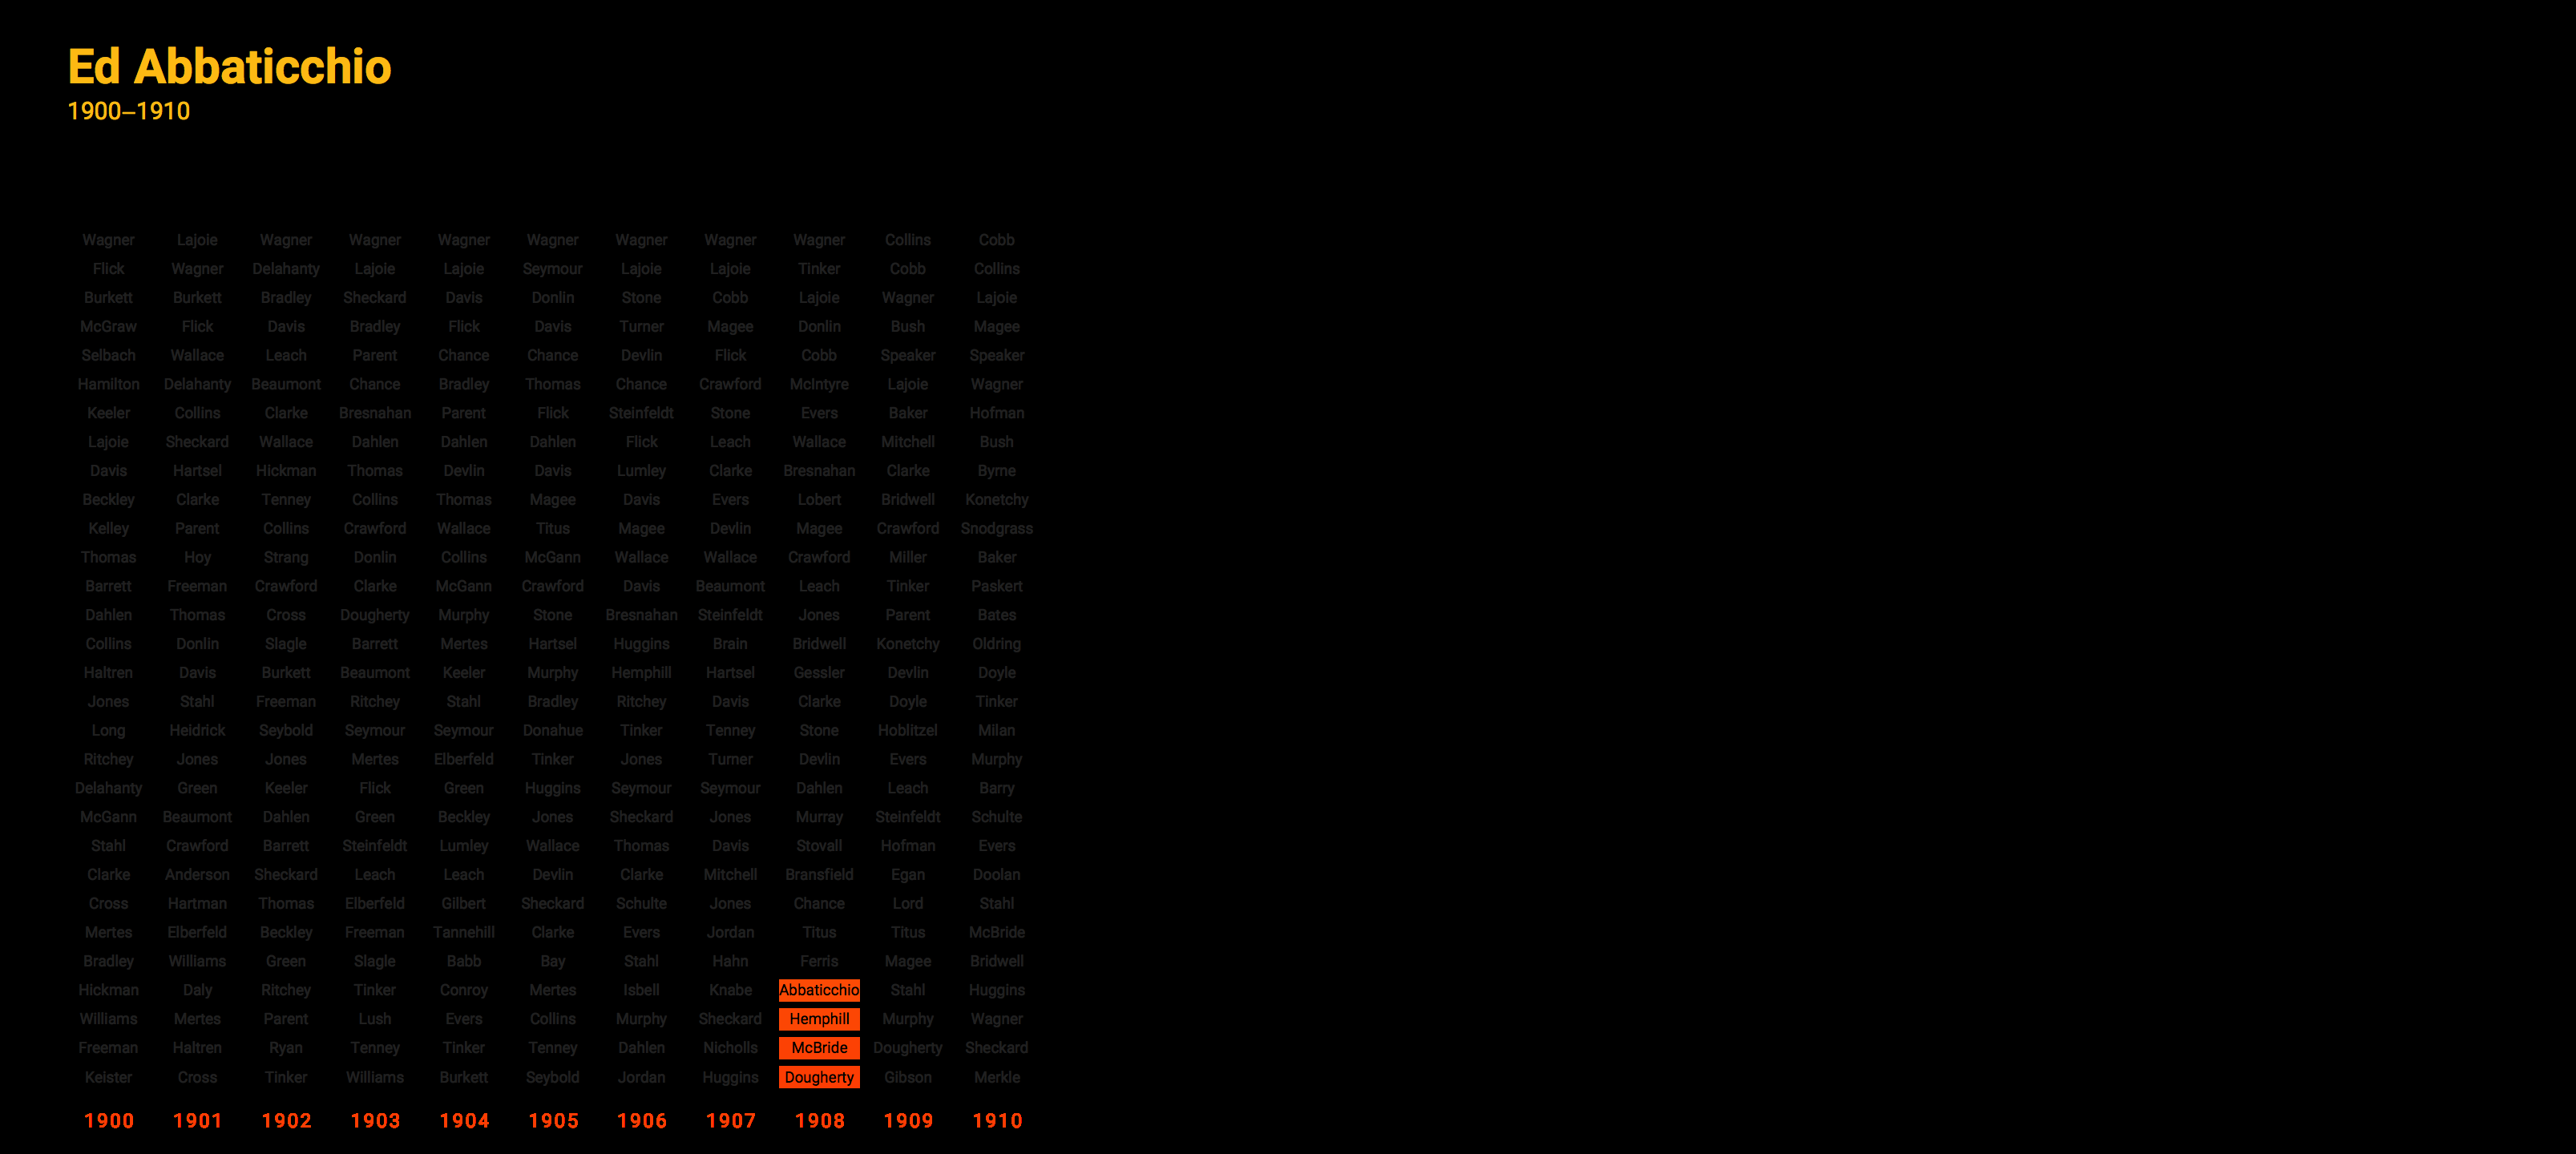 Ed Abbaticchio
1900–1910
Wagner Lajoie Wagner Wagner Wagner Wagner Wagner Wagner Wagner Collins Cobb
Flick Wagner Delahanty Lajoie Lajoie Seymour Lajoie Lajoie Tinker Cobb Collins
Burkett Burkett Bradley Sheckard Davis Donlin Stone Cobb Lajoie Wagner Lajoie
McGraw Flick Davis Bradley Flick Davis Turner Magee Donlin Bush Magee
Selbach Wallace Leach Parent Chance Chance Devlin Flick Cobb Speaker Speaker
Hamilton Delahanty Beaumont Chance Bradley Thomas Chance Crawford McIntyre Lajoie Wagner
Keeler Collins Clarke Bresnahan Parent Flick Steinfeldt Stone Evers Baker Hofman
Lajoie Sheckard Wallace Dahlen Dahlen Dahlen Flick Leach Wallace Mitchell Bush
Davis Hartsel Hickman Thomas Devlin Davis Lumley Clarke Bresnahan Clarke Byrne
Beckley Clarke Tenney Collins Thomas Magee Davis Evers Lobert Bridwell Konetchy
Kelley Parent Collins Crawford Wallace Titus Magee Devlin Magee Crawford Snodgrass
Thomas Hoy Strang Donlin Collins McGann Wallace Wallace Crawford Miller Baker
Barrett Freeman Crawford Clarke McGann Crawford Davis Beaumont Leach Tinker Paskert
Dahlen Thomas Cross Dougherty Murphy Stone Bresnahan Steinfeldt Jones Parent Bates
Collins Donlin Slagle Barrett Mertes Hartsel Huggins Brain Bridwell Konetchy Oldring
Haltren Davis Burkett Beaumont Keeler Murphy Hemphill Hartsel Gessler Devlin Doyle
Jones Stahl Freeman Ritchey Stahl Bradley Ritchey Davis Clarke Doyle Tinker
Long Heidrick Seybold Seymour Seymour Donahue Tinker Tenney Stone Hoblitzel Milan
Ritchey Jones Jones Mertes Elberfeld Tinker Jones Turner Devlin Evers Murphy
Delahanty Green Keeler Flick Green Huggins Seymour Seymour Dahlen Leach Barry
McGann Beaumont Dahlen Green Beckley Jones Sheckard Jones Murray Steinfeldt Schulte
Stahl Crawford Barrett Steinfeldt Lumley Wallace Thomas Davis Stovall Hofman Evers
Clarke Anderson Sheckard Leach Leach Devlin Clarke Mitchell Bransfield Egan Doolan
Cross Hartman Thomas Elberfeld Gilbert Sheckard Schulte Jones Chance Lord Stahl
Mertes Elberfeld Beckley Freeman Tannehill Clarke Evers Jordan Titus Titus McBride
Bradley Williams Green Slagle Babb Bay Stahl Hahn Ferris Magee Bridwell
Hickman Daly Ritchey Tinker Conroy Mertes Isbell Knabe Abbaticchio Stahl Huggins
Williams Mertes Parent Lush Evers Collins Murphy Sheckard Hemphill Murphy Wagner
Freeman Haltren Ryan Tenney Tinker Tenney Dahlen Nicholls McBride Dougherty Sheckard
Keister Cross Tinker Williams Burkett Seybold Jordan Huggins Dougherty Gibson Merkle
1900 1901 1902 1903 1904 1905 1906 1907 1908 1909 1910